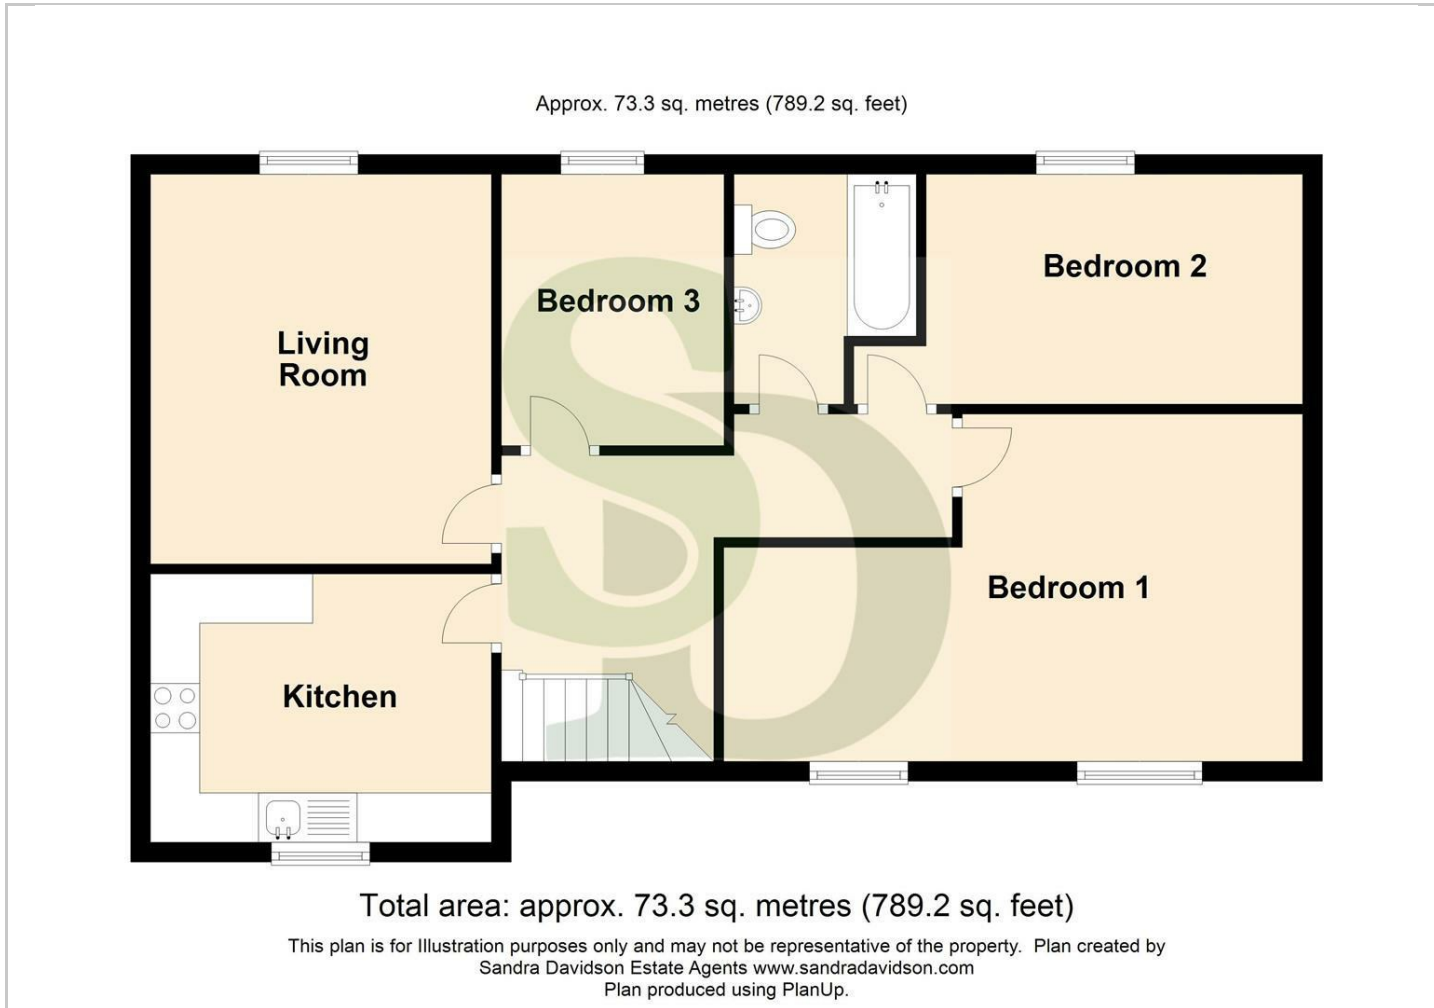 Approx. 73.3 sq. metres (789.2 sq. feet)
Bedroom 2
Bedroom 3
Living
Room
Bedroom 1
Kitchen
SD
Total area: approx. 73.3 sq. metres (789.2 sq. feet)
This plan is for Illustration purposes only and may not be representative of the property. Plan created by
Sandra Davidson Estate Agents www.sandradavidson.com
Plan produced using PlanUp.